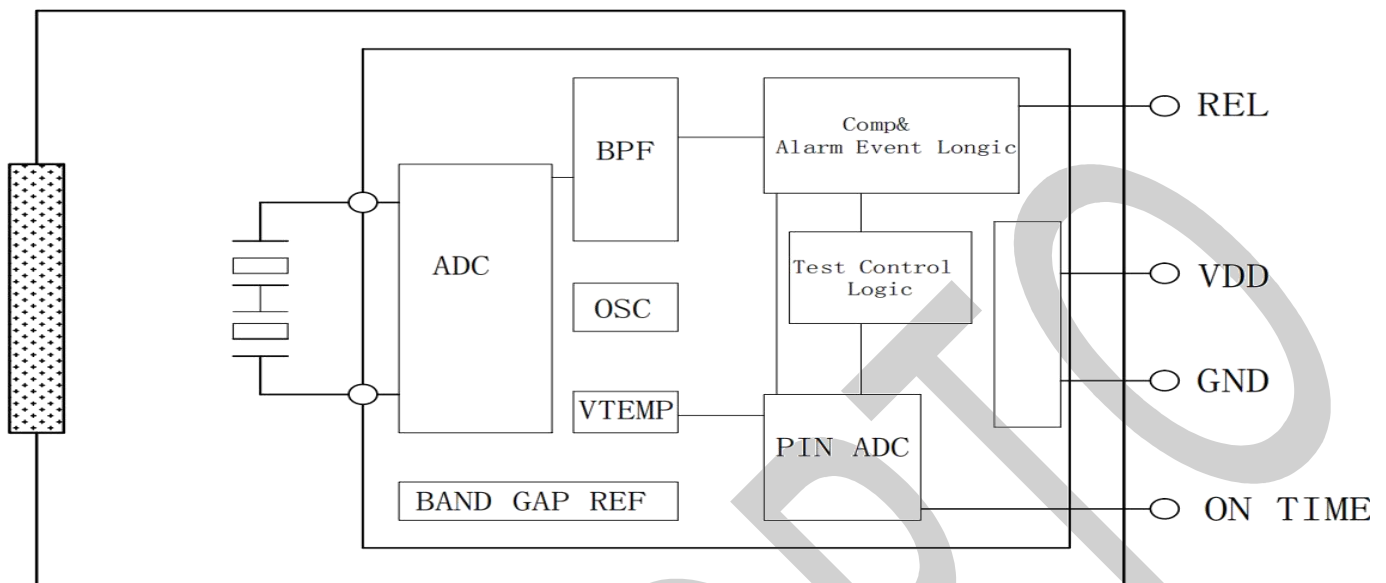 REL
Comp&
Alarm Event Longic
BPF
ADC
Test Control
Logic
VDD
OSC
GND
VTEMP
PIN ADC
BAND GAP REF
ON TIME